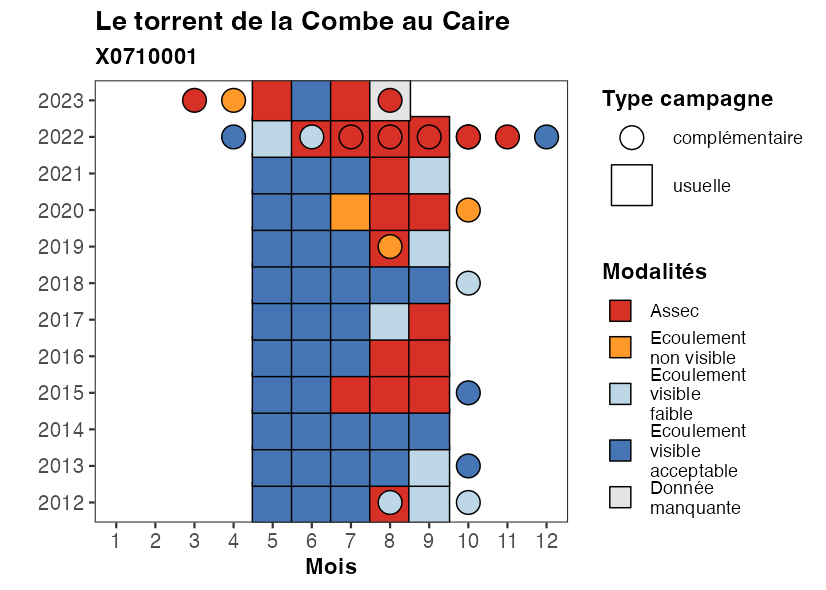 Le torrent de la Combe au Caire
X0710001
2023
2022
2021
2020
2019
2018
2017
2016
2015
2014
2013
2012
1 2 3 4 5 6 7 8 9 10 11 12
Mois
Type campagne
complémentaire
usuelle
Modalités
Assec
Ecoulement
non visible
Ecoulement
visible
faible
Ecoulement
visible
acceptable
Donnée
manquante